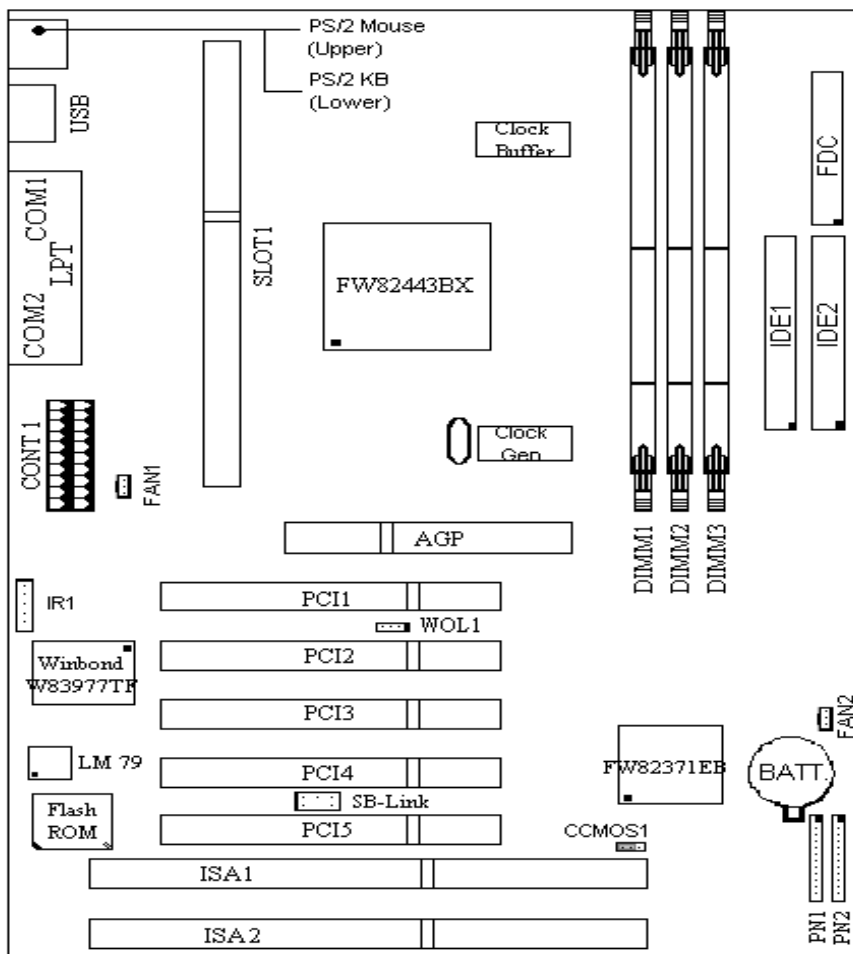 PS/2 Mouse
(Upper)
PS/2 KB
(Lower)
USB
Clock
Buffer
FDC
COM1
LPT
COM2
SLOT1
FW82443BX
IDE1
IDE2
CONT1
FAN1
Clock
Gen
AGP
DIMM1
DIMM2
DIMM3
IR1
PCI1
WOL1
Winbond
W83977TF
PCI2
PCI3
FAN2
LM 79
PCI4
FW82371EB
BATT.
SB-Link
Flash
ROM
PCI5
CCMOS1
ISA1
PN1
PN2
ISA2